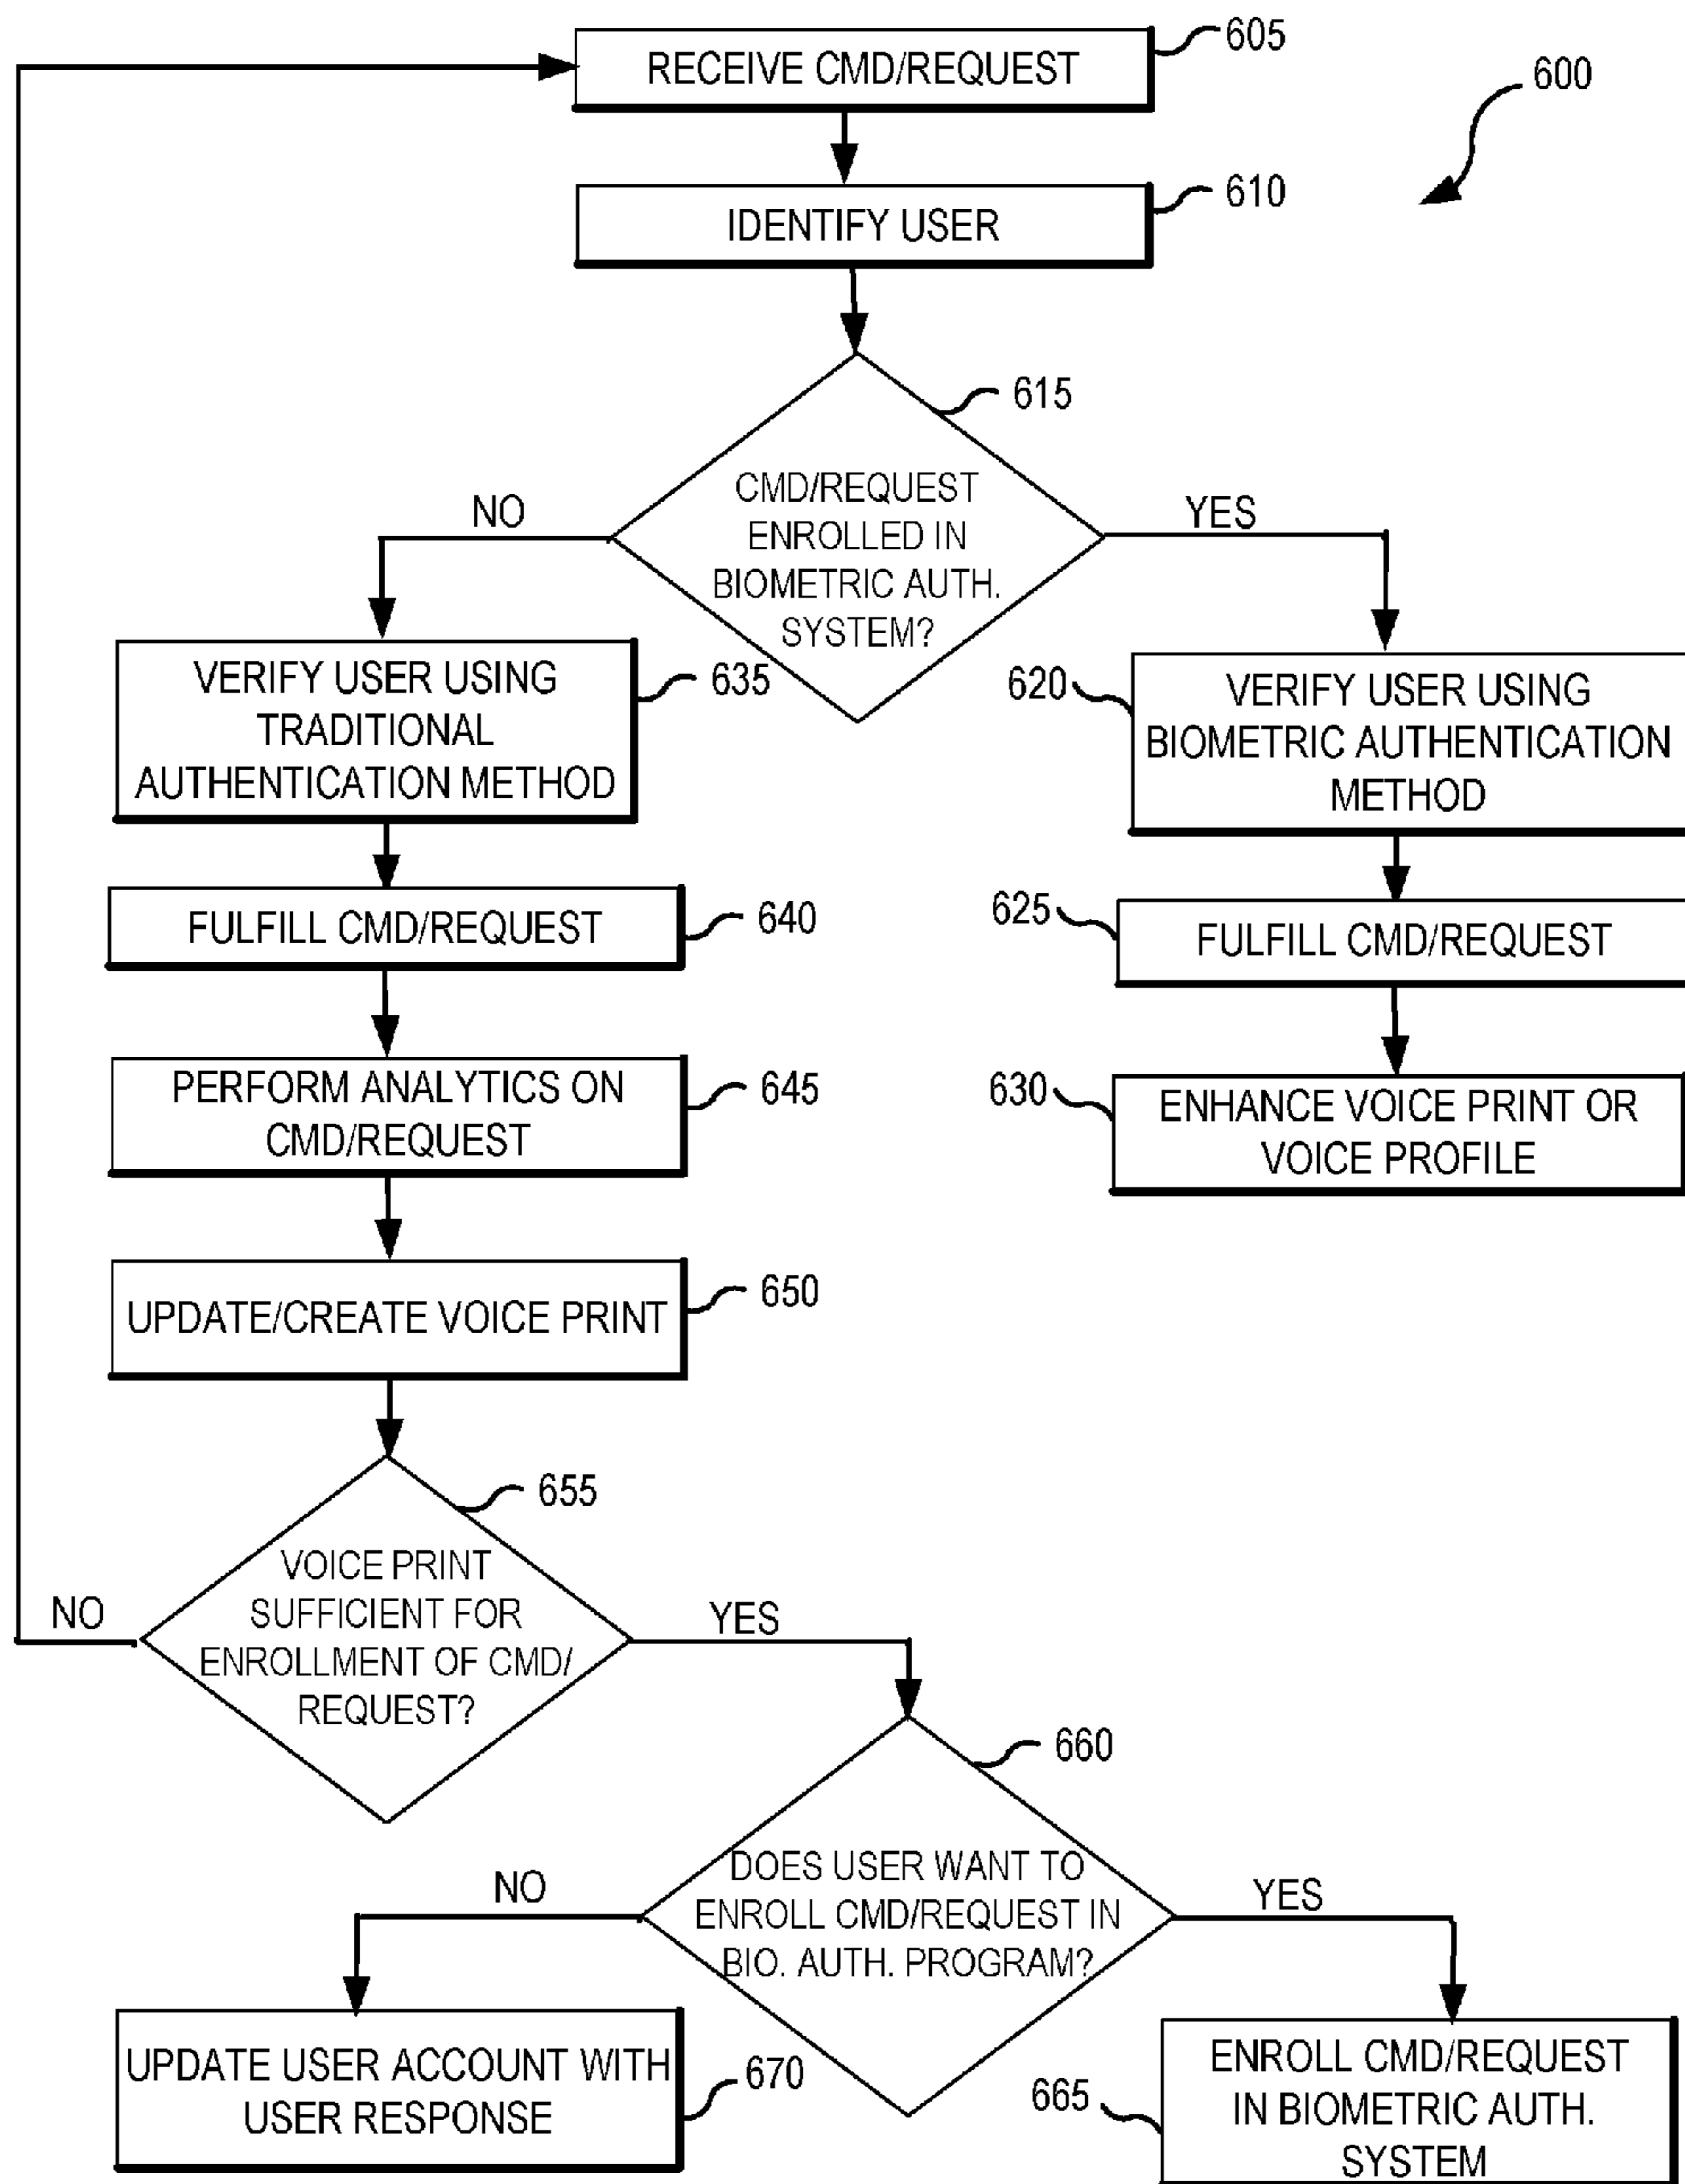 RECEIVE CMD/REQUEST
605
600
IDENTIFY USER
610
615
CMD/REQUEST
ENROLLED IN
BIOMETRIC AUTH.
SYSTEM?
NO
YES
VERIFY USER USING
TRADITIONAL
AUTHENTICATION METHOD
635
620
VERIFY USER USING
BIOMETRIC AUTHENTICATION
METHOD
FULFILL CMD/REQUEST
640
625
FULFILL CMD/REQUEST
PERFORM ANALYTICS ON
CMD/REQUEST
645
630
ENHANCE VOICE PRINT OR
VOICE PROFILE
UPDATE/CREATE VOICE PRINT
650
655
VOICE PRINT
SUFFICIENT FOR
ENROLLMENT OF CMD/
REQUEST?
NO
YES
660
DOES USER WANT TO
ENROLL CMD/REQUEST IN
BIO. AUTH. PROGRAM?
NO
YES
UPDATE USER ACCOUNT WITH
USER RESPONSE
670
665
ENROLL CMD/REQUEST
IN BIOMETRIC AUTH.
SYSTEM